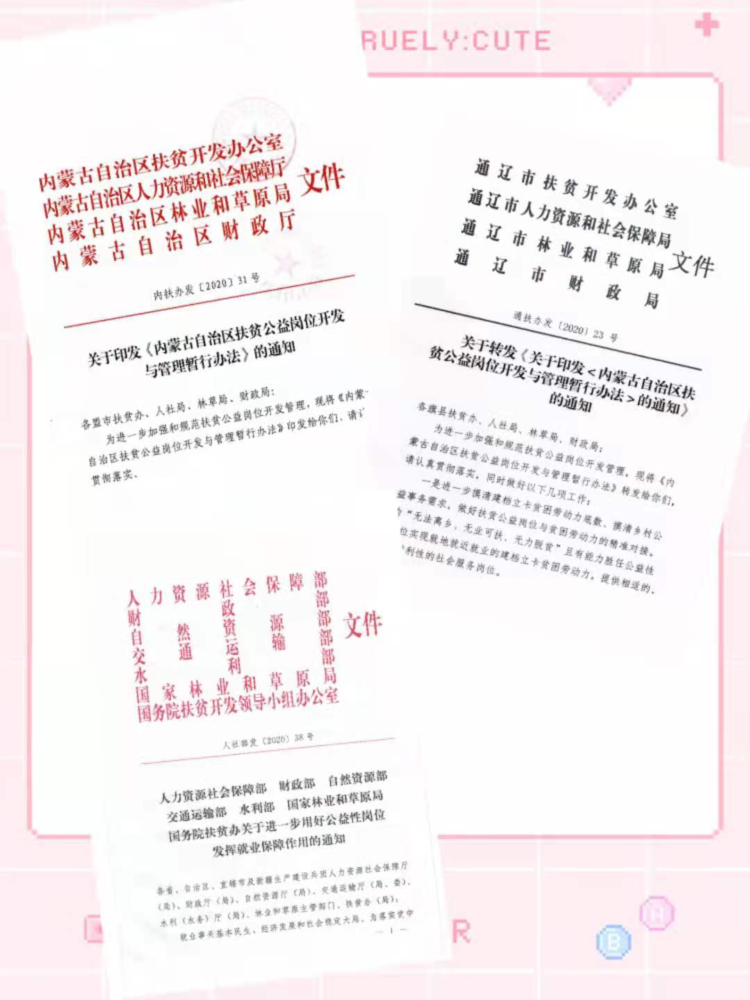 RUELY:CUTE
内蒙古自治区扶贫开发办公室
内蒙古自治区人力资源和社会保障厅
内蒙古自治区林业和草原局
内蒙古自治区财政厅
文件
内扶办发〔2020〕31号
关于印发《内蒙古自治区扶贫公益岗位开发
与管理暂行办法》的通知
各盟市扶贫办、人社局、林草局、财政局:
为进一步加强和规范扶贫公益岗位开发管理,现将《内蒙
自治区扶贫公益岗位开发与管理暂行办法》印发给你们,请
贯彻落实。
通辽市扶贫开发办公室
通辽市人力资源和社会保障局
通辽市林业和草原局
通辽市财政局
文件
通扶办发〔2020〕23号
关于转发《关于印发<内蒙古自治区扶
贫公益岗位开发与管理暂行办法>的通知》
的通知
各旗县扶贫办、人社局、林草局、财政局:
为进一步加强和规范扶贫公益岗位开发管理,现将《内
蒙古自治区扶贫公益岗位开发与管理暂行办法》转发给你们,
请认真贯彻落实,同时做好以下几项工作:
一是进一步摸清建档立卡贫困劳动力底数、摸清乡村公
益事务需求,做好扶贫公益岗位与贫困劳动力的精准对接。
“无法离乡、无业可扶、无力脱贫”且有能力胜任公益性
位实现就地就近就业的建档立卡贫困劳动力,提供相适的、
利性的社会服务岗位。
人力资源社会保障部
财政部
自然资源部
交通运输部
水利部
国家林业和草原局
国务院扶贫开发领导小组办公室
文件
人社部发〔2020〕38号
人力资源社会保障部 财政部 自然资源部
交通运输部 水利部 国家林业和草原局
国务院扶贫办关于进一步用好公益性岗位
发挥就业保障作用的通知
各省、自治区、直辖市及新疆生产建设兵团人力资源社会保障厅
(局)、财政厅(局)、自然资源厅(局)、交通运输厅(局、委)、
水利(水务)厅(局)、林业和草原主管部门、扶贫办(局):
就业事关基本民生、经济发展和社会稳定大局。为落实党中
— 1 —
R
H
B